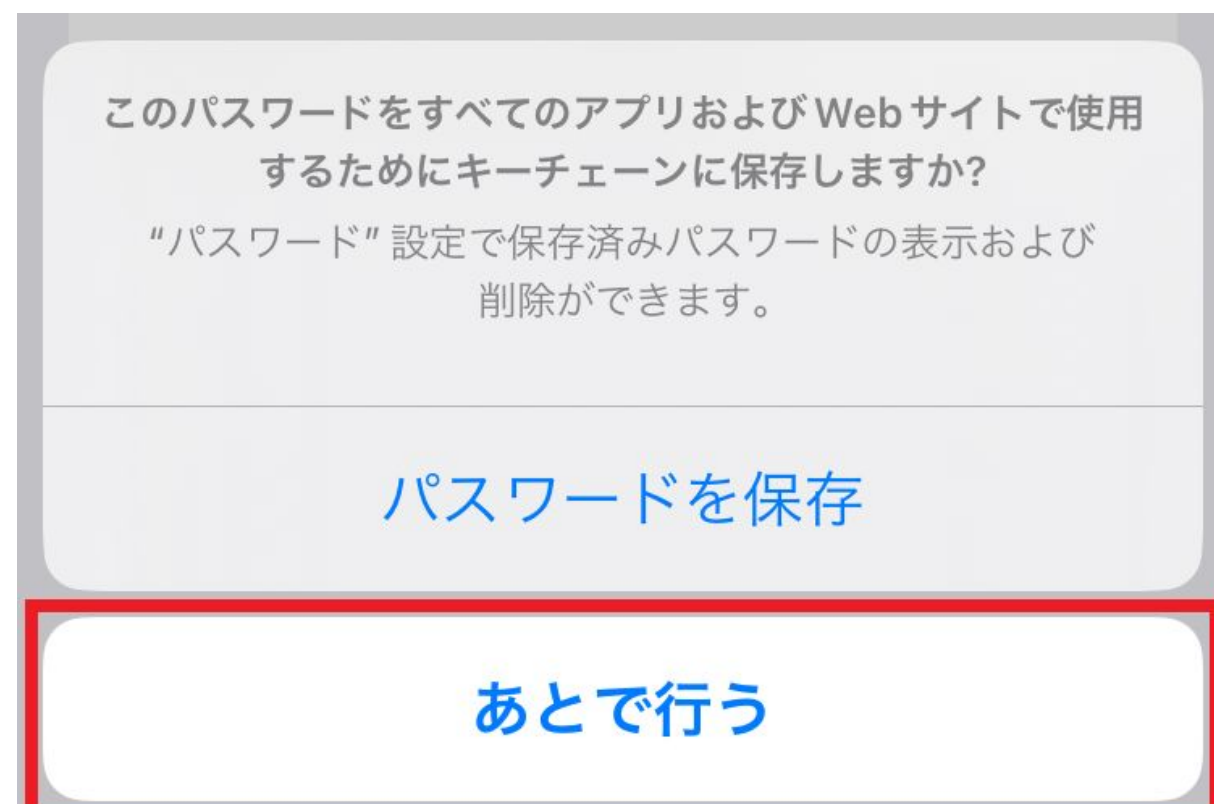 このパスワードをすべてのアプリおよびWebサイトで使用
するためにキーチェーンに保存しますか?
“パスワード” 設定で保存済みパスワードの表示および
削除ができます。
パスワードを保存
あとで行う